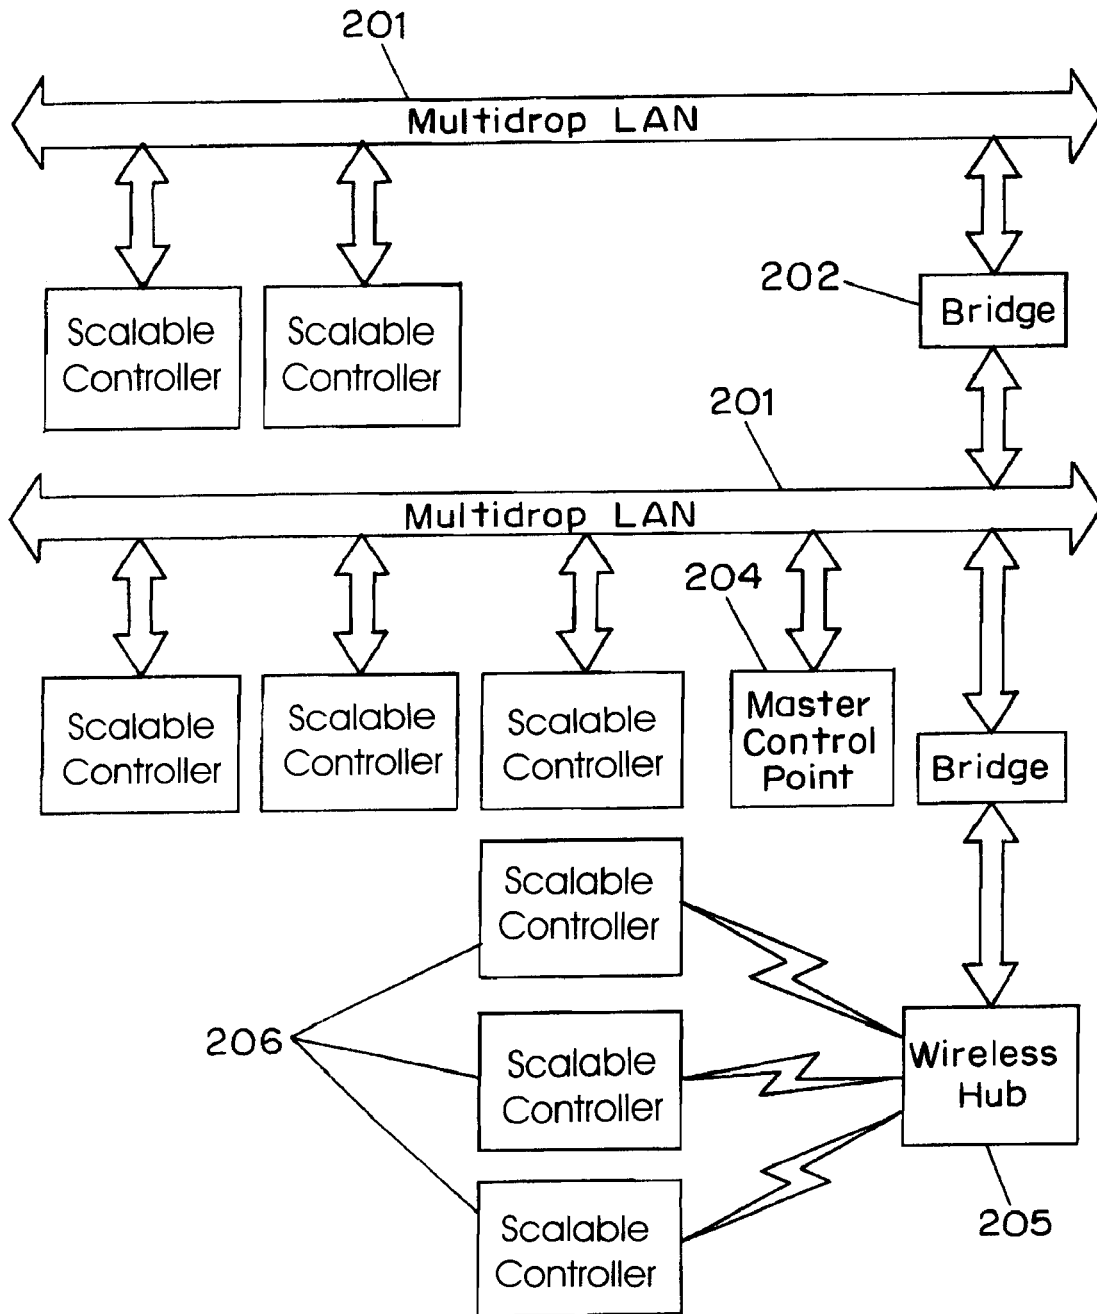 201
Multidrop LAN
Scalable
Controller
Scalable
Controller
202
Bridge
201
Multidrop LAN
204
Scalable
Controller
Scalable
Controller
Scalable
Controller
Master
Control
Point
Bridge
Scalable
Controller
206
Scalable
Controller
Wireless
Hub
Scalable
Controller
205